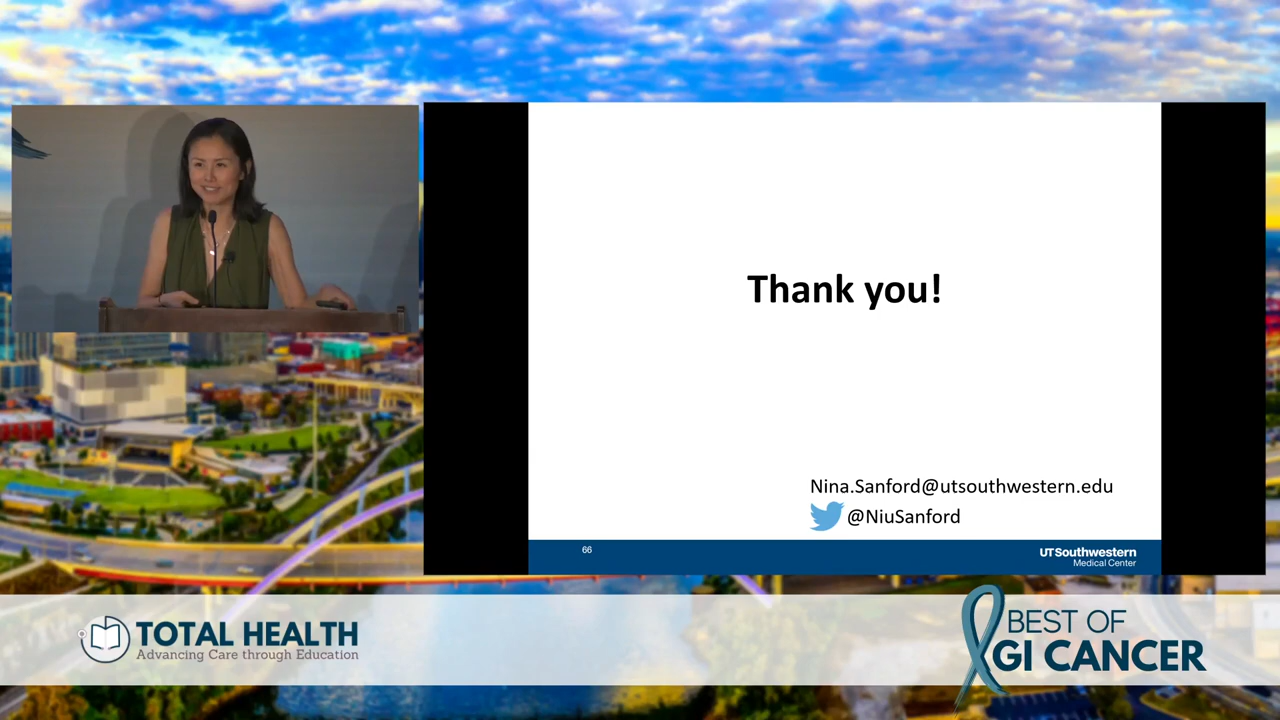 Thank you!
Nina.Sanford@utsouthwestern.edu
@NiuSanford
66
UTSouthwestern
Medical Center
TOTAL HEALTH
Advancing Care through Education
BEST OF
GI CANCER